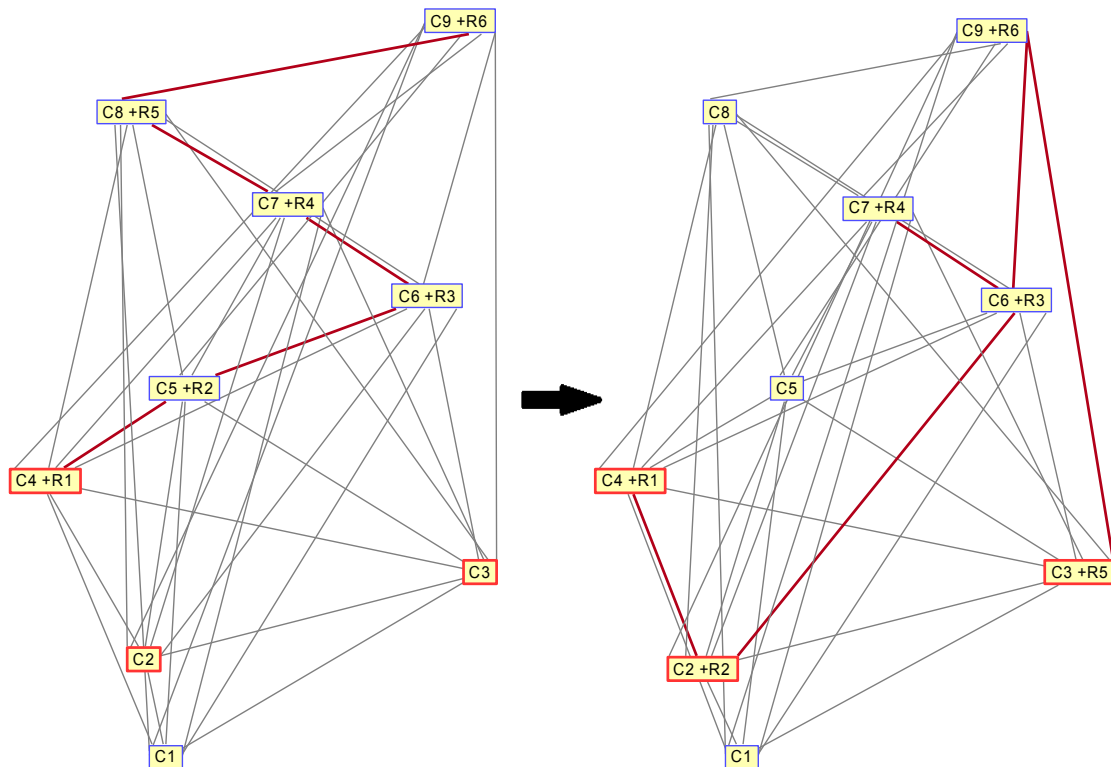 C9 +R6
C8 +R5
C7 +R4
C6 +R3
C5 +R2
C4 +R1
C3
C2
C1
C9 +R6
C8
C7 +R4
C6 +R3
C5
C4 +R1
C3 +R5
C2 +R2
C1